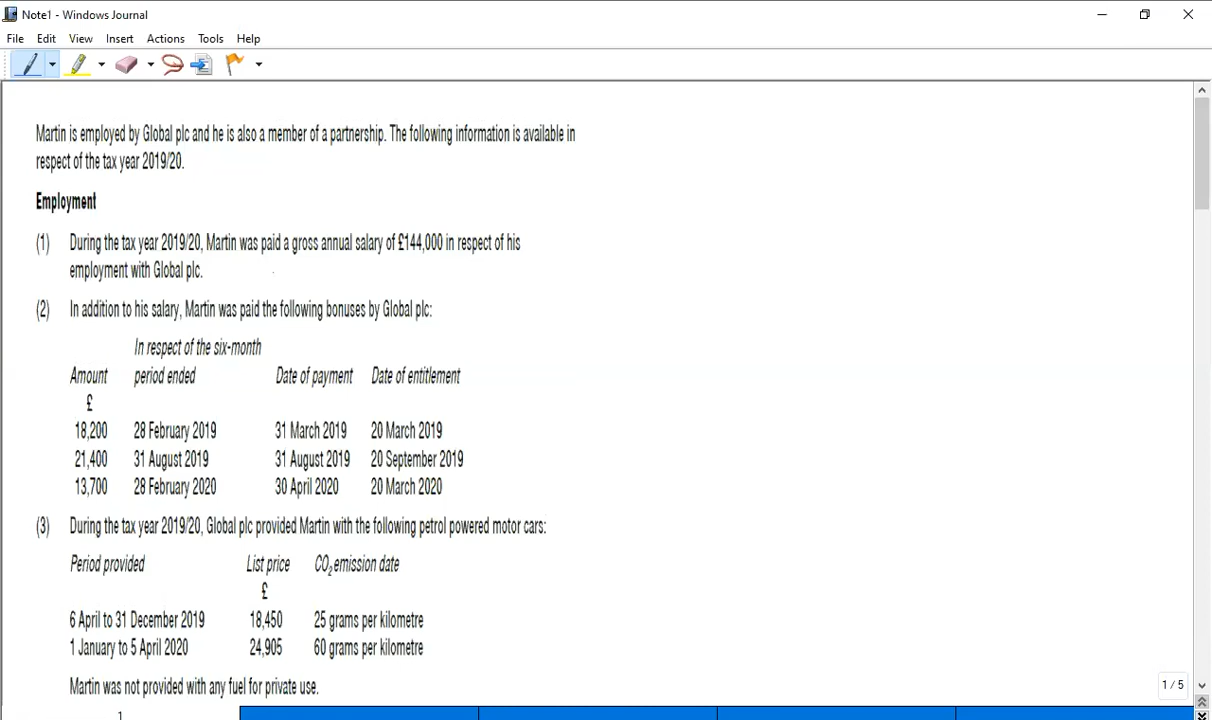 Note1 - Windows Journal
File Edit View Insert Actions Tools Help
Martin is employed by Global plc and he is also a member of a partnership. The following information is available in
respect of the tax year 2019/20.
Employment
(1) During the tax year 2019/20, Martin was paid a gross annual salary of £144,000 in respect of his
employment with Global plc.
(2) In addition to his salary, Martin was paid the following bonuses by Global plc:
In respect of the six-month
Amount period ended Date of payment Date of entitlement
£
18,200 28 February 2019 31 March 2019 20 March 2019
21,400 31 August 2019 31 August 2019 20 September 2019
13,700 28 February 2020 30 April 2020 20 March 2020
(3) During the tax year 2019/20, Global plc provided Martin with the following petrol powered motor cars:
Period provided List price CO2 emission date
£
6 April to 31 December 2019 18,450 25 grams per kilometre
1 January to 5 April 2020 24,905 60 grams per kilometre
Martin was not provided with any fuel for private use.
1 / 5
1